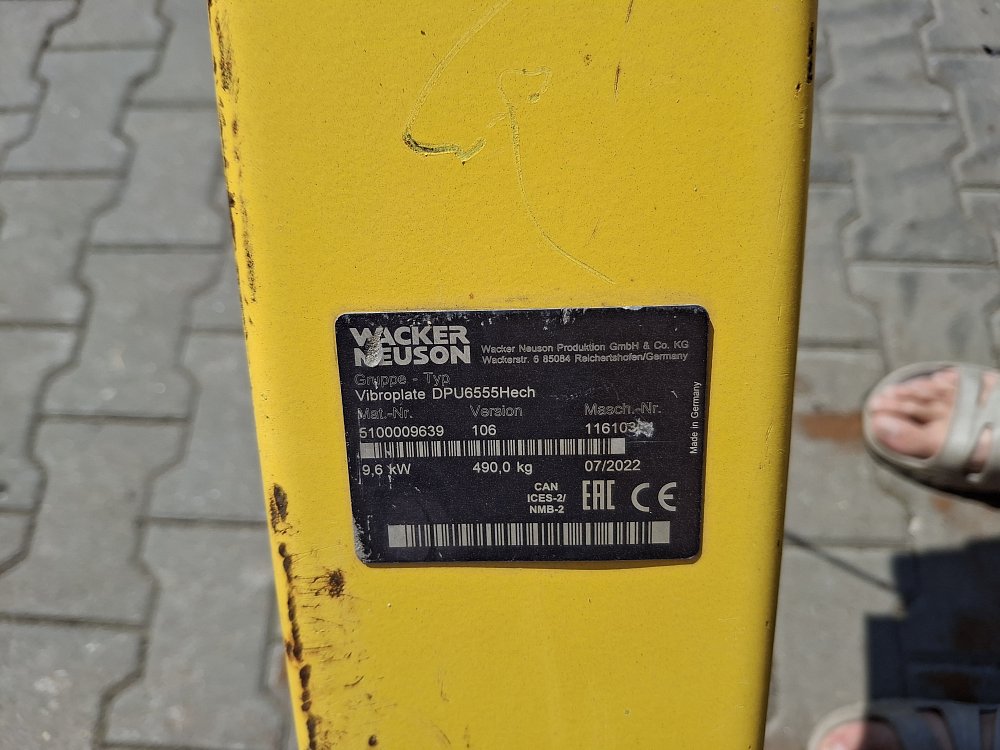 WACKER
NEUSON
Wacker Neuson Produktion GmbH & Co. KG
Wackerstr. 6 85084 Reichertshofen/Germany
Gruppe - Typ
Vibroplate DPU6555Hech
Mat.-Nr. Version Masch.-Nr.
5100009639 106
9,6 kW 490,0 kg 07/2022
CAN
ICES-2/
NMB-2
EAC CE
Made in Germany